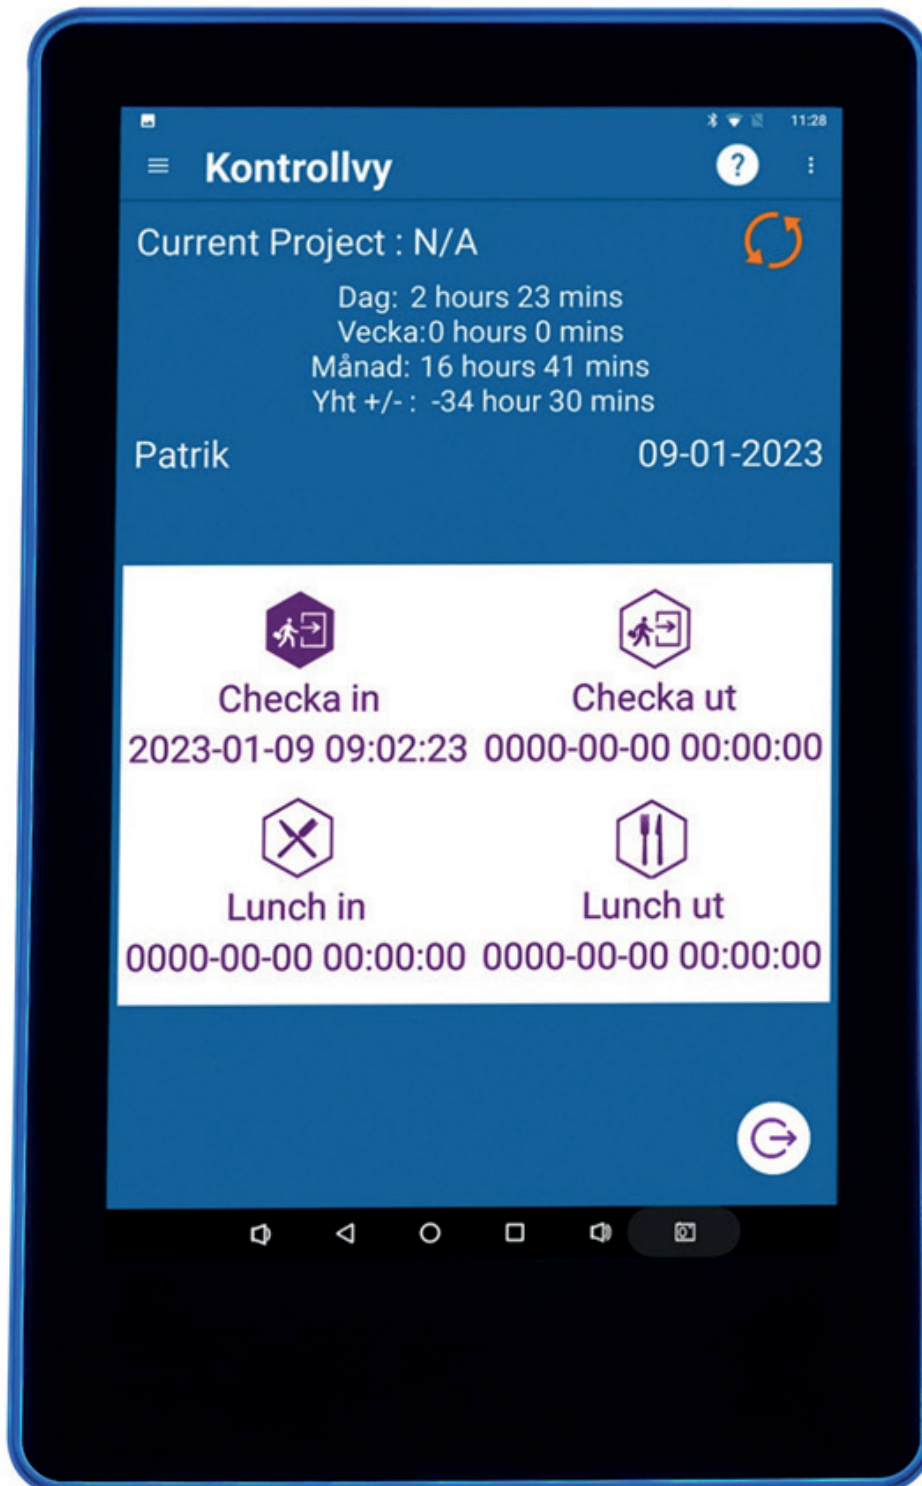 11:28
Kontrollvy
?
Current Project : N/A
Dag: 2 hours 23 mins
Vecka:0 hours 0 mins
Månad: 16 hours 41 mins
Yht +/- : -34 hour 30 mins
Patrik 09-01-2023
Checka in Checka ut
2023-01-09 09:02:23 0000-00-00 00:00:00
Lunch in Lunch ut
0000-00-00 00:00:00 0000-00-00 00:00:00